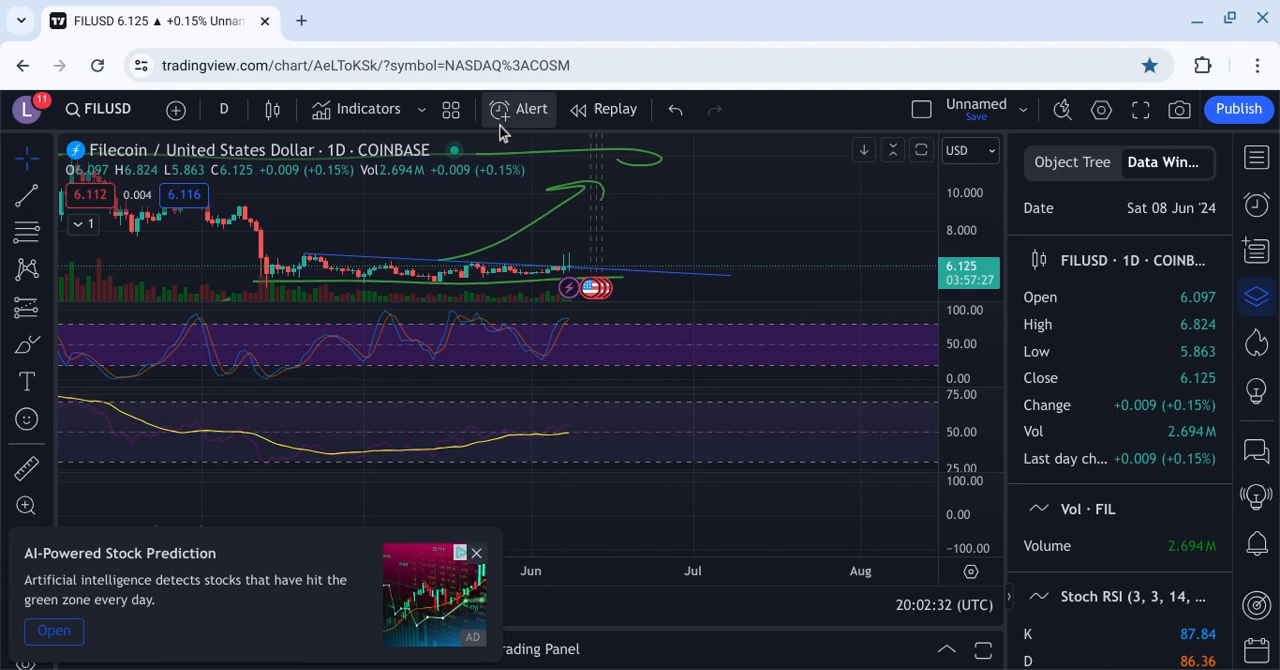 FILUSD 6.125 ▲ +0.15% Unnam
tradingview.com/chart/AeLToKSk/?symbol=NASDAQ%3ACOSM
L 11 FILUSD D Indicators Alert Replay Unnamed Save Publish
Filecoin / United States Dollar · 1D · COINBASE
O6.097 H6.824 L5.863 C6.125 +0.009 (+0.15%) Vol2.694M +0.009 (+0.15%)
6.112 0.004 6.116
1
USD
10.000
8.000
6.125
03:57:27
100.00
50.00
0.00
75.00
50.00
25.00
100.00
0.00
−100.00
Jun Jul Aug
20:02:32 (UTC)
rading Panel
AI-Powered Stock Prediction
Artificial intelligence detects stocks that have hit the
green zone every day.
Open
AD
Object Tree Data Win...
Date Sat 08 Jun '24
FILUSD · 1D · COINB...
Open 6.097
High 6.824
Low 5.863
Close 6.125
Change +0.009 (+0.15%)
Vol 2.694M
Last day ch... +0.009 (+0.15%)
Vol · FIL
Volume 2.694M
Stoch RSI (3, 3, 14, ...
K 87.84
D 86.36